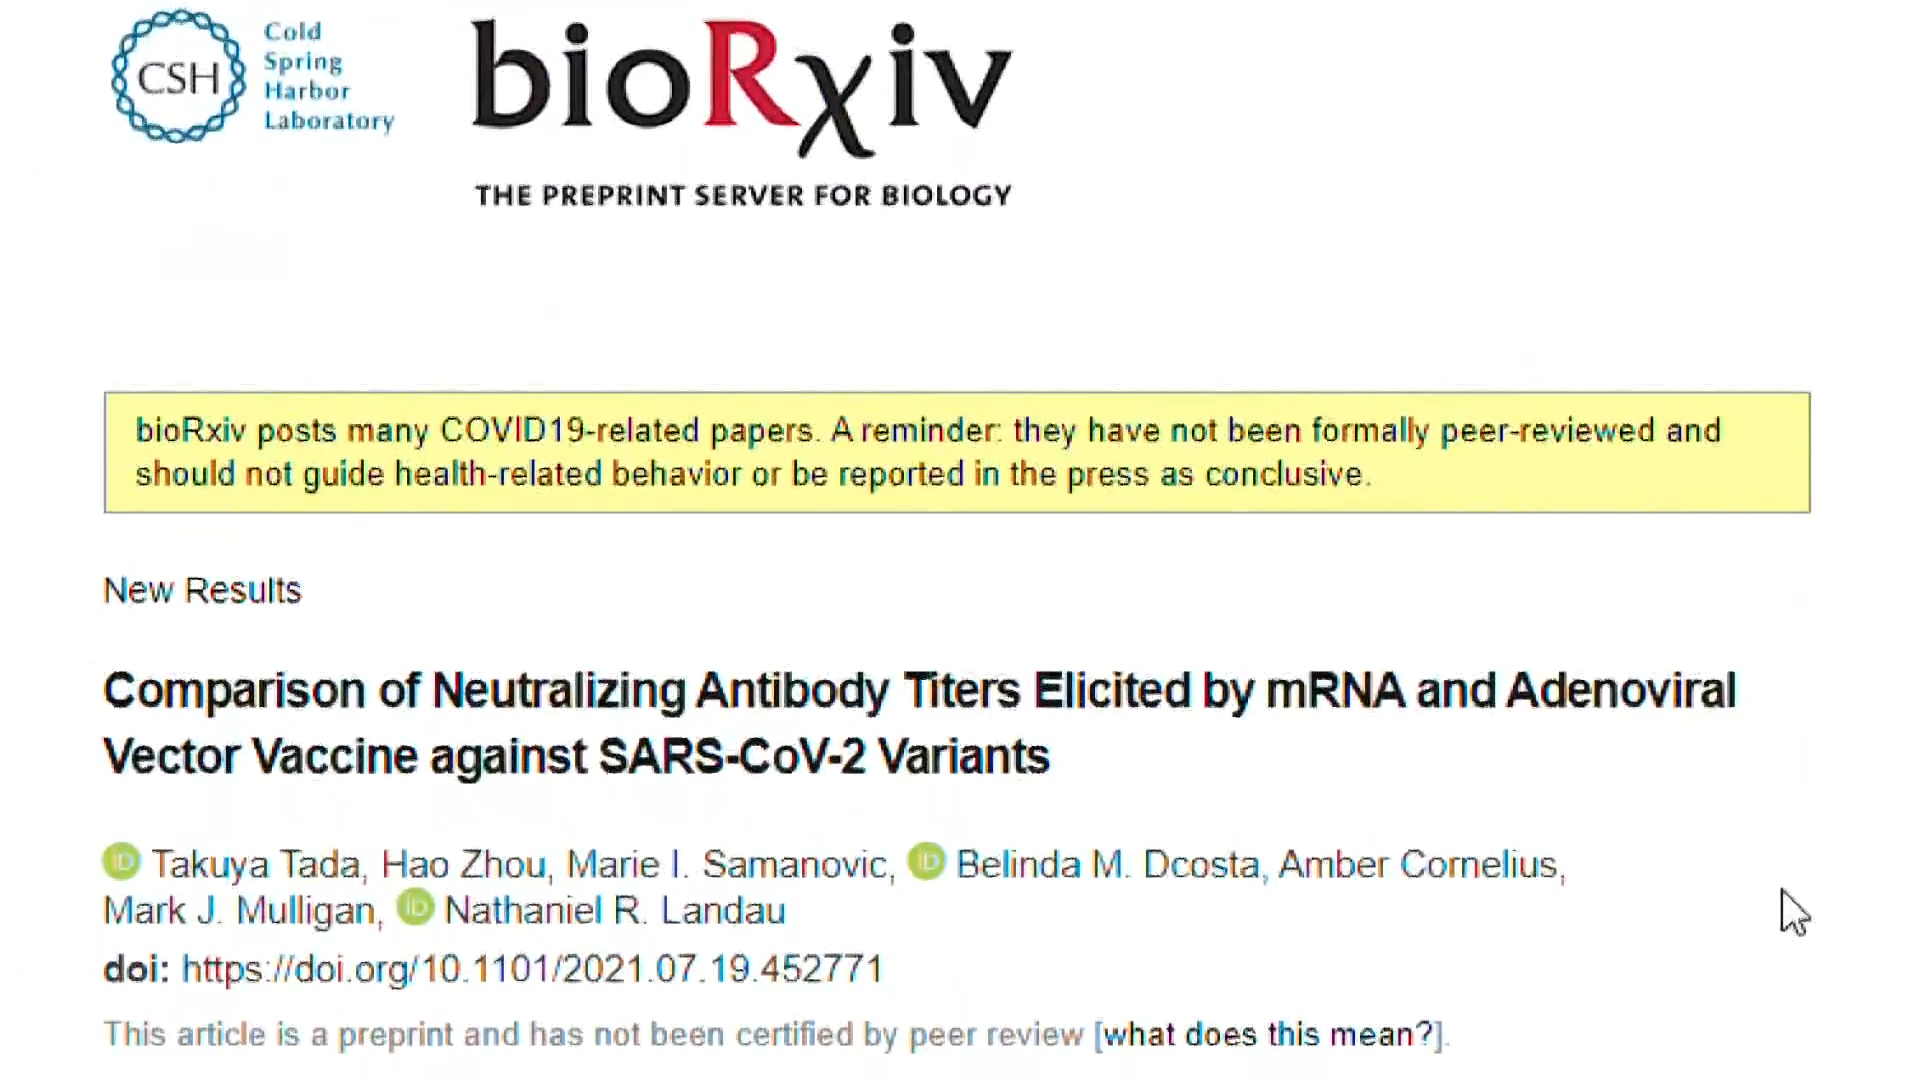 CSH
Cold
Spring
Harbor
Laboratory
bioRxiv
THE PREPRINT SERVER FOR BIOLOGY
bioRxiv posts many COVID19-related papers. A reminder: they have not been formally peer-reviewed and
should not guide health-related behavior or be reported in the press as conclusive.
New Results
Comparison of Neutralizing Antibody Titers Elicited by mRNA and Adenoviral
Vector Vaccine against SARS-CoV-2 Variants
iD Takuya Tada, Hao Zhou, Marie I. Samanovic, iD Belinda M. Dcosta, Amber Cornelius,
Mark J. Mulligan, iD Nathaniel R. Landau
doi: https://doi.org/10.1101/2021.07.19.452771
This article is a preprint and has not been certified by peer review [what does this mean?].